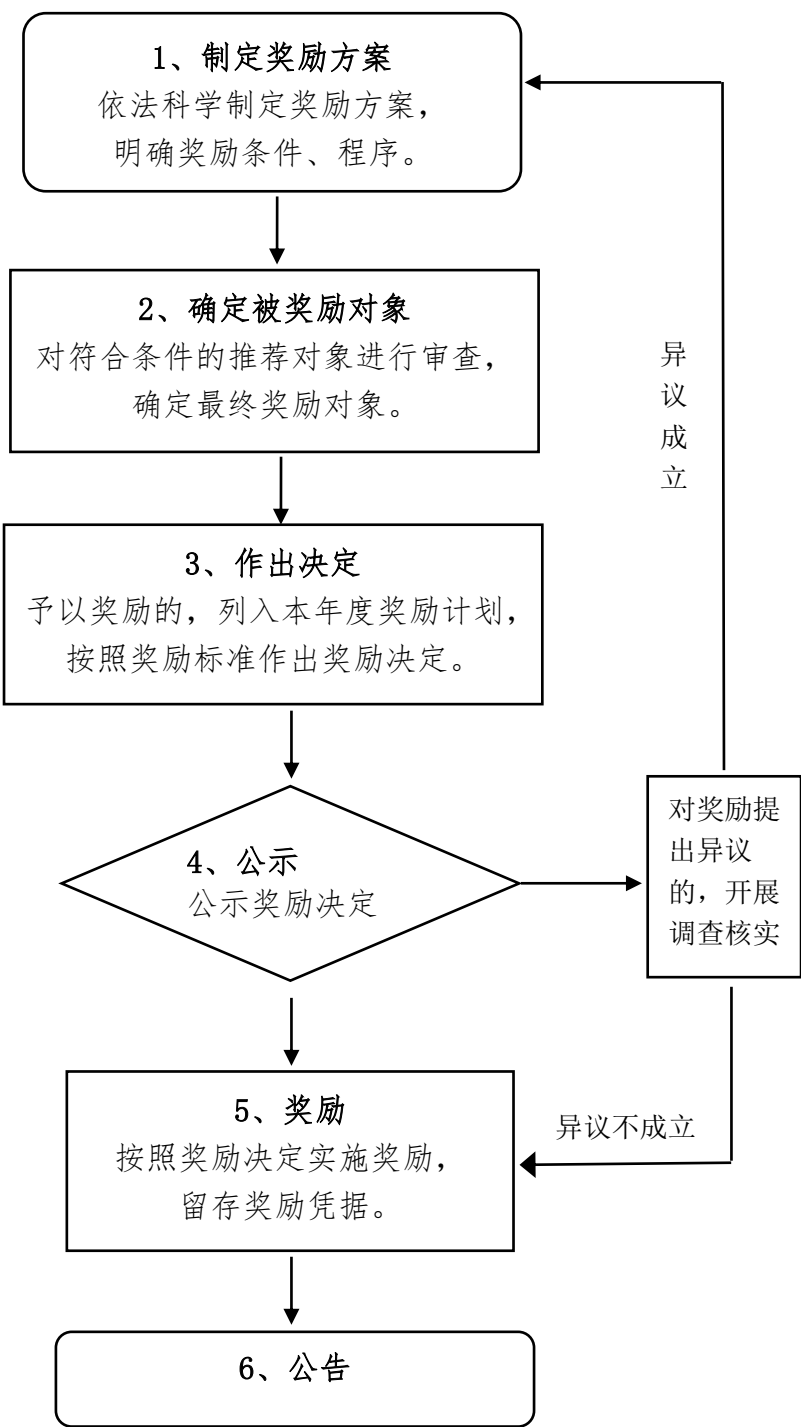 1、制定奖励方案
依法科学制定奖励方案，
明确奖励条件、程序。
2、确定被奖励对象
对符合条件的推荐对象进行审查，
确定最终奖励对象。
异
议
成
立
3、作出决定
予以奖励的，列入本年度奖励计划，
按照奖励标准作出奖励决定。
4、公示
公示奖励决定
对奖励提
出异议
的，开展
调查核实
5、奖励
按照奖励决定实施奖励，
留存奖励凭据。
异议不成立
6、公告